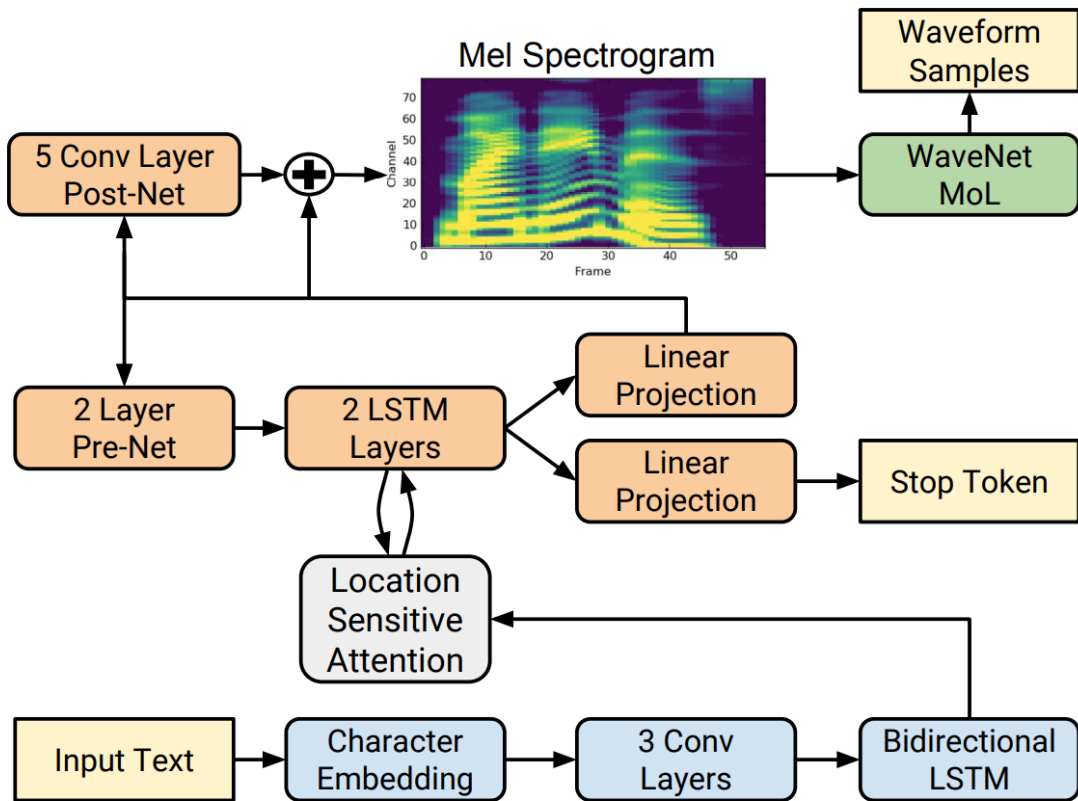 Mel Spectrogram
Waveform
Samples
5 Conv Layer
Post-Net
WaveNet
MoL
Channel
70
60
50
40
30
20
10
0
0 10 20 30 40 50
Frame
Linear
Projection
2 Layer
Pre-Net
2 LSTM
Layers
Linear
Projection
Stop Token
Location
Sensitive
Attention
Input Text
Character
Embedding
3 Conv
Layers
Bidirectional
LSTM